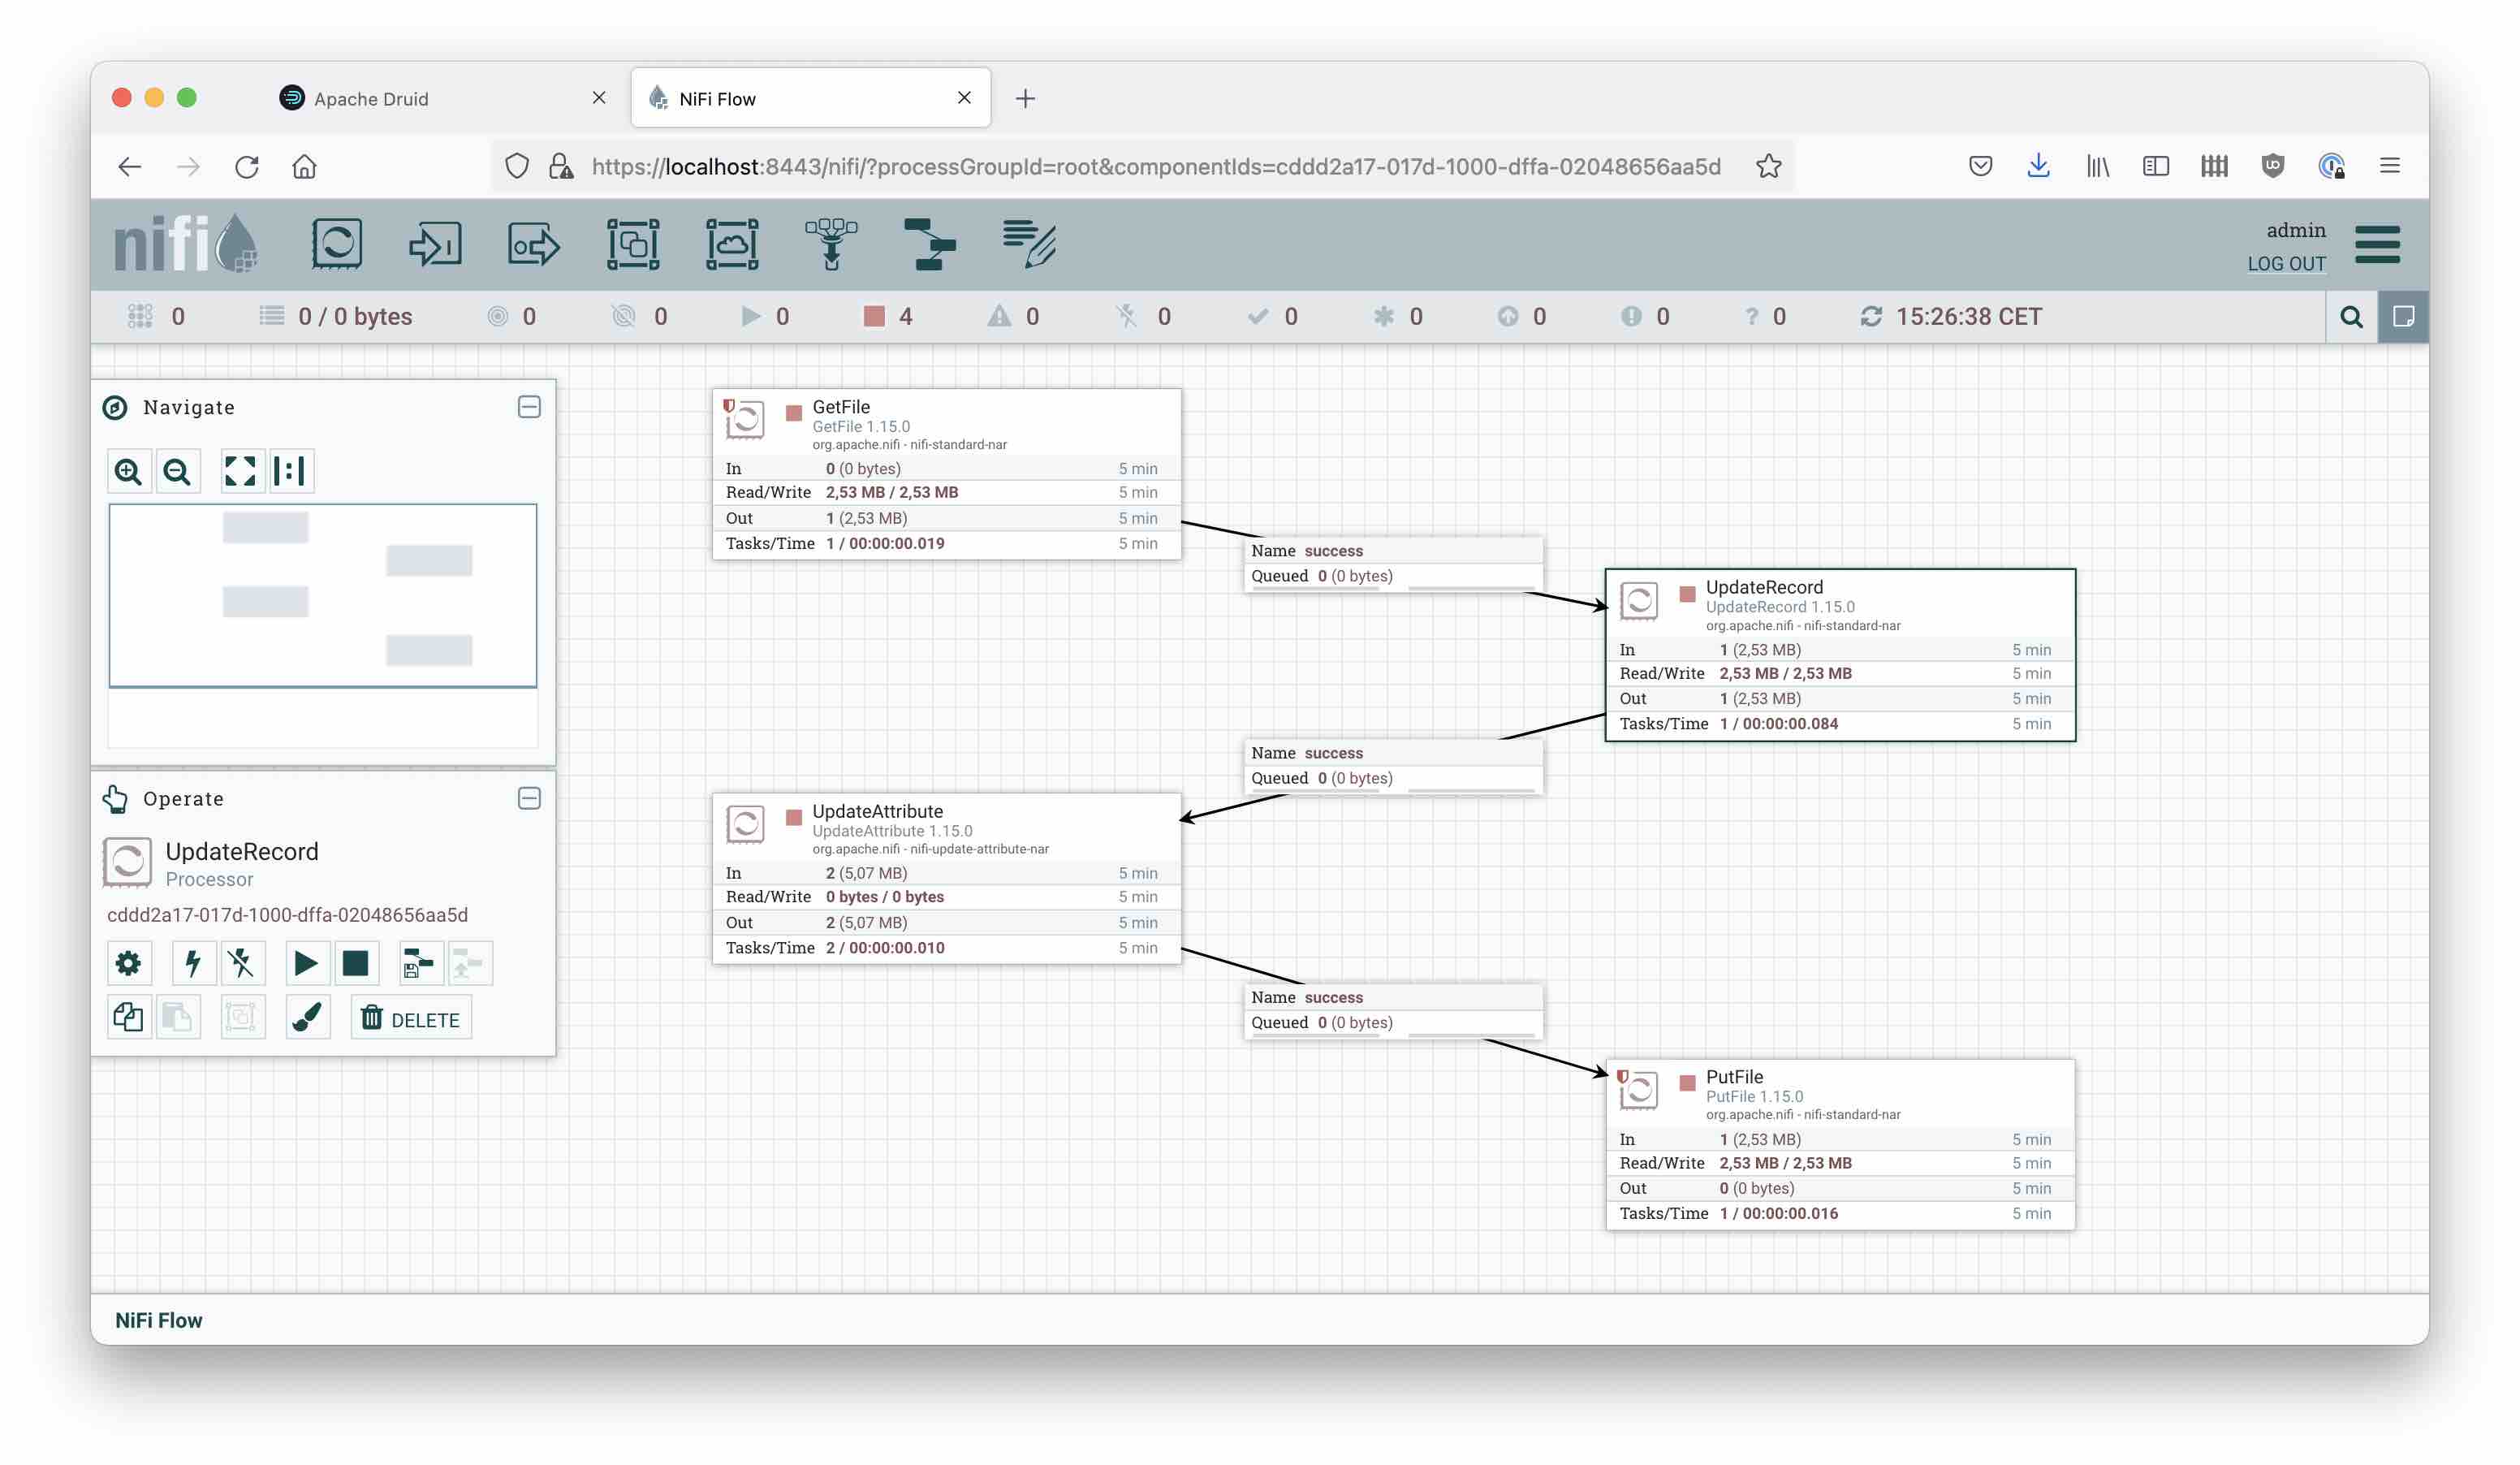 Apache Druid
NiFi Flow
https://localhost:8443/nifi/?processGroupId=root&componentIds=cddd2a17-017d-1000-dffa-02048656aa5d
nifi
admin
LOG OUT
0 0 / 0 bytes 0 0 0 4 0 0 0 0 0 0 0 15:26:38 CET
Navigate
Operate
UpdateRecord
Processor
cddd2a17-017d-1000-dffa-02048656aa5d
DELETE
GetFile
GetFile 1.15.0
org.apache.nifi - nifi-standard-nar
In 0 (0 bytes) 5 min
Read/Write 2,53 MB / 2,53 MB 5 min
Out 1 (2,53 MB) 5 min
Tasks/Time 1 / 00:00:00.019 5 min
Name success
Queued 0 (0 bytes)
UpdateRecord
UpdateRecord 1.15.0
org.apache.nifi - nifi-standard-nar
In 1 (2,53 MB) 5 min
Read/Write 2,53 MB / 2,53 MB 5 min
Out 1 (2,53 MB) 5 min
Tasks/Time 1 / 00:00:00.084 5 min
Name success
Queued 0 (0 bytes)
UpdateAttribute
UpdateAttribute 1.15.0
org.apache.nifi - nifi-update-attribute-nar
In 2 (5,07 MB) 5 min
Read/Write 0 bytes / 0 bytes 5 min
Out 2 (5,07 MB) 5 min
Tasks/Time 2 / 00:00:00.010 5 min
Name success
Queued 0 (0 bytes)
PutFile
PutFile 1.15.0
org.apache.nifi - nifi-standard-nar
In 1 (2,53 MB) 5 min
Read/Write 2,53 MB / 2,53 MB 5 min
Out 0 (0 bytes) 5 min
Tasks/Time 1 / 00:00:00.016 5 min
NiFi Flow